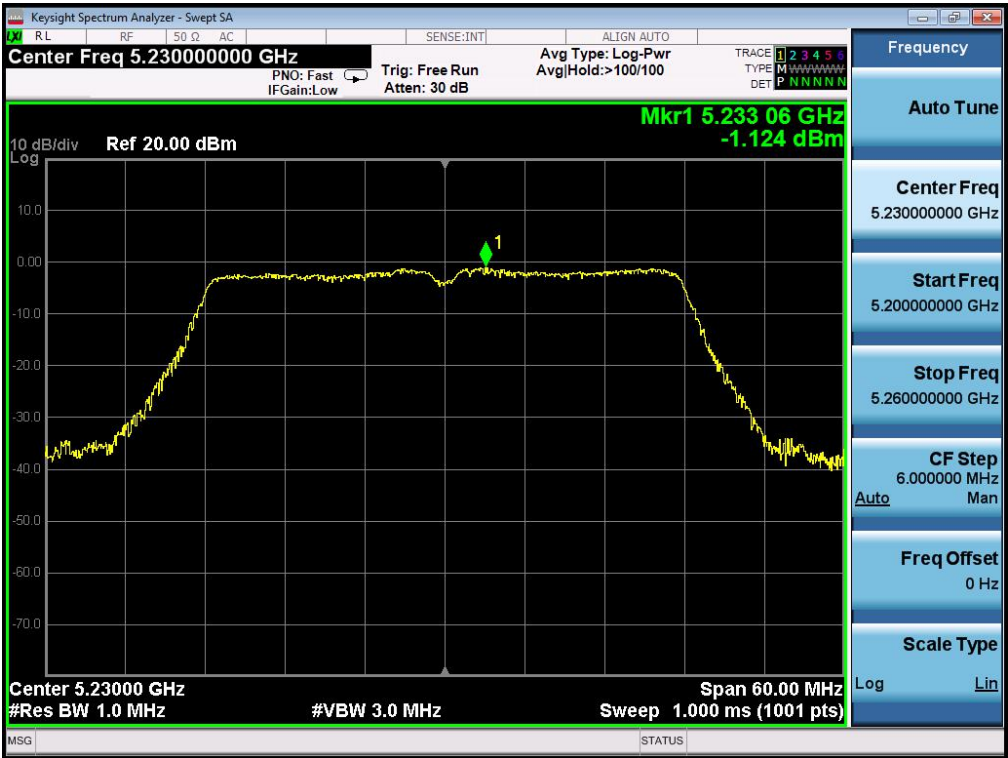 Keysight Spectrum Analyzer - Swept SA
LXI RL RF 50 Ω AC SENSE:INT ALIGN AUTO
Center Freq 5.230000000 GHz
PNO: Fast
IFGain:Low
Trig: Free Run
Atten: 30 dB
Avg Type: Log-Pwr
Avg|Hold:>100/100
TRACE 1 2 3 4 5 6
TYPE M WWWWW
DET P N N N N N
Mkr1 5.233 06 GHz
-1.124 dBm
10 dB/div Ref 20.00 dBm
Log
10.0
0.00
-10.0
-20.0
-30.0
-40.0
-50.0
-60.0
-70.0
1
Center 5.23000 GHz Span 60.00 MHz
#Res BW 1.0 MHz #VBW 3.0 MHz Sweep 1.000 ms (1001 pts)
MSG STATUS
Frequency
Auto Tune
Center Freq
5.230000000 GHz
Start Freq
5.200000000 GHz
Stop Freq
5.260000000 GHz
CF Step
6.000000 MHz
Auto Man
Freq Offset
0 Hz
Scale Type
Log Lin